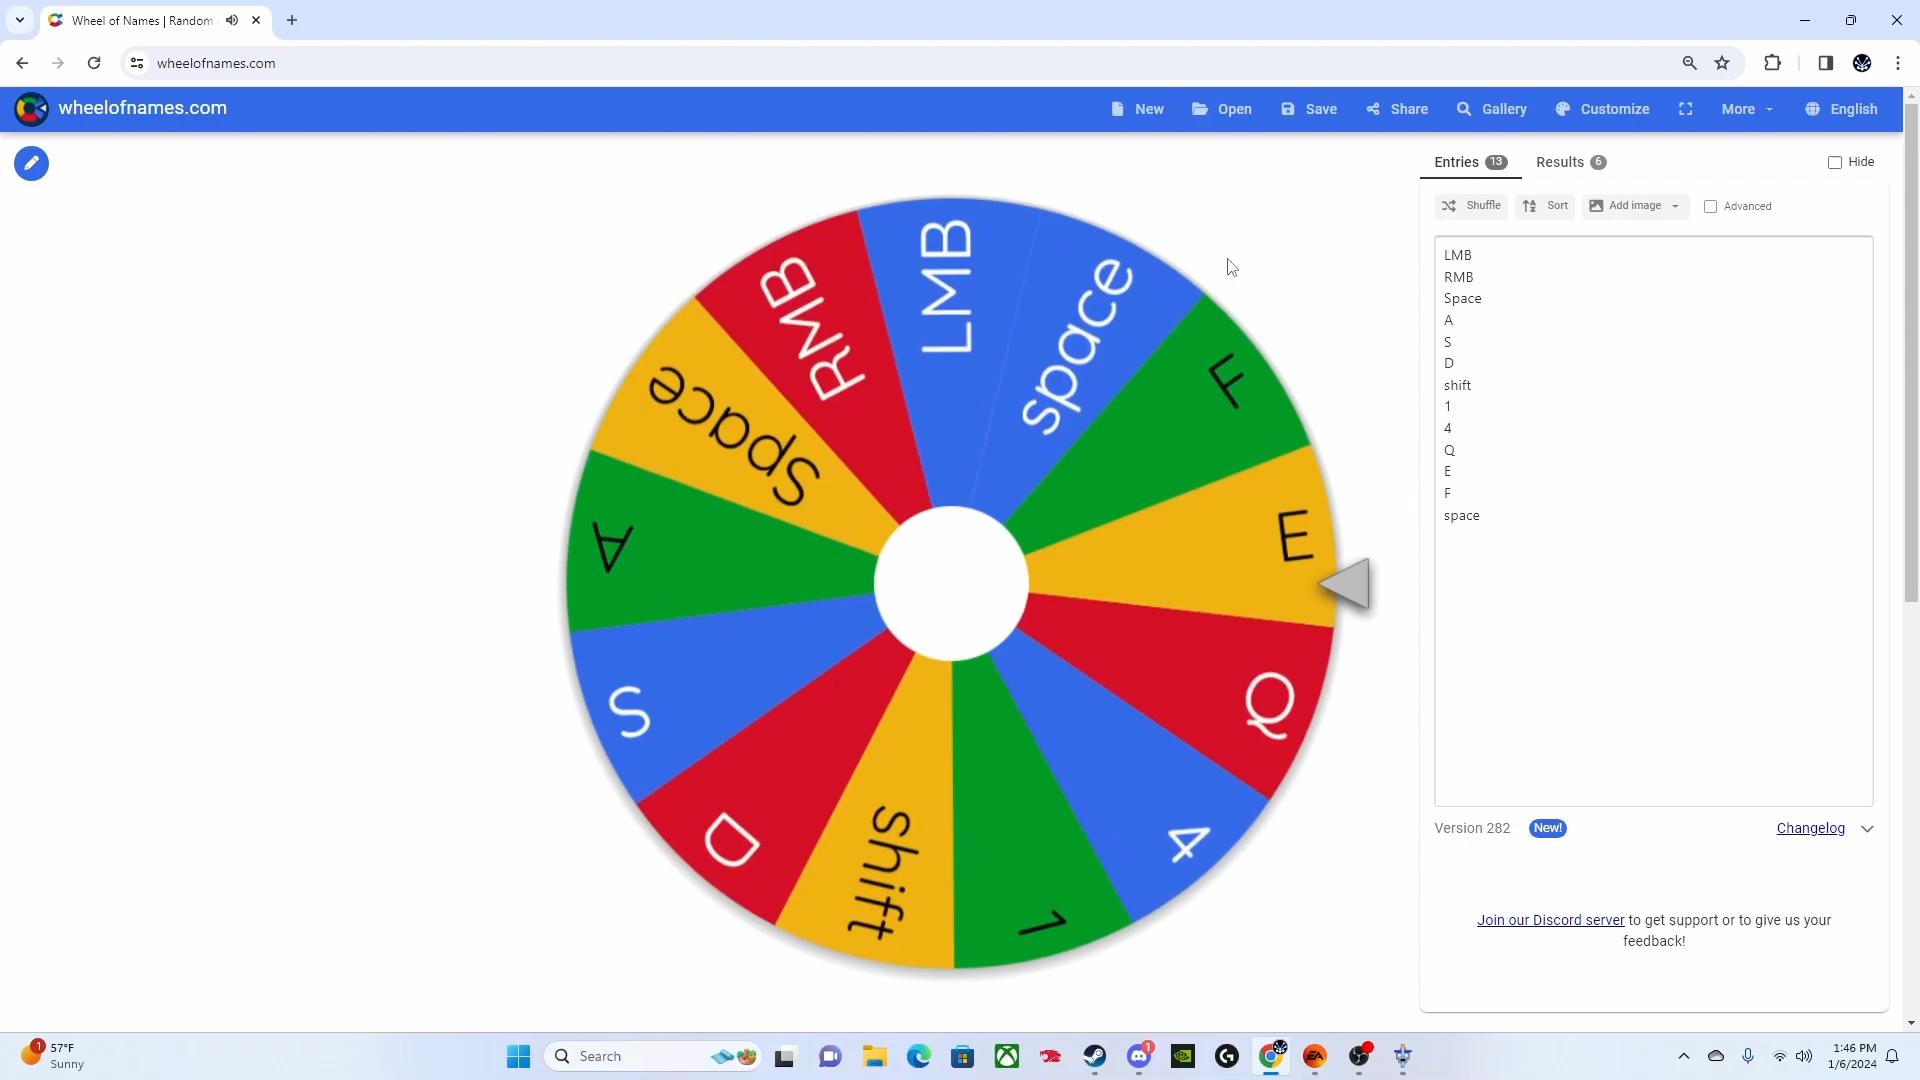 Wheel of Names | Random
wheelofnames.com
wheelofnames.com
New
Open
Save
Share
Gallery
Customize
More
English
Entries 13
Results 6
Hide
Shuffle
Sort
Add image
Advanced
LMB
RMB
Space
A
S
D
shift
1
4
Q
E
F
space
LMB
space
F
E
Q
4
1
shift
D
S
A
Space
RMB
Version 282
New!
Changelog
Join our Discord server to get support or to give us your
feedback!
1
57°F
Sunny
Search
1
1:46 PM
1/6/2024